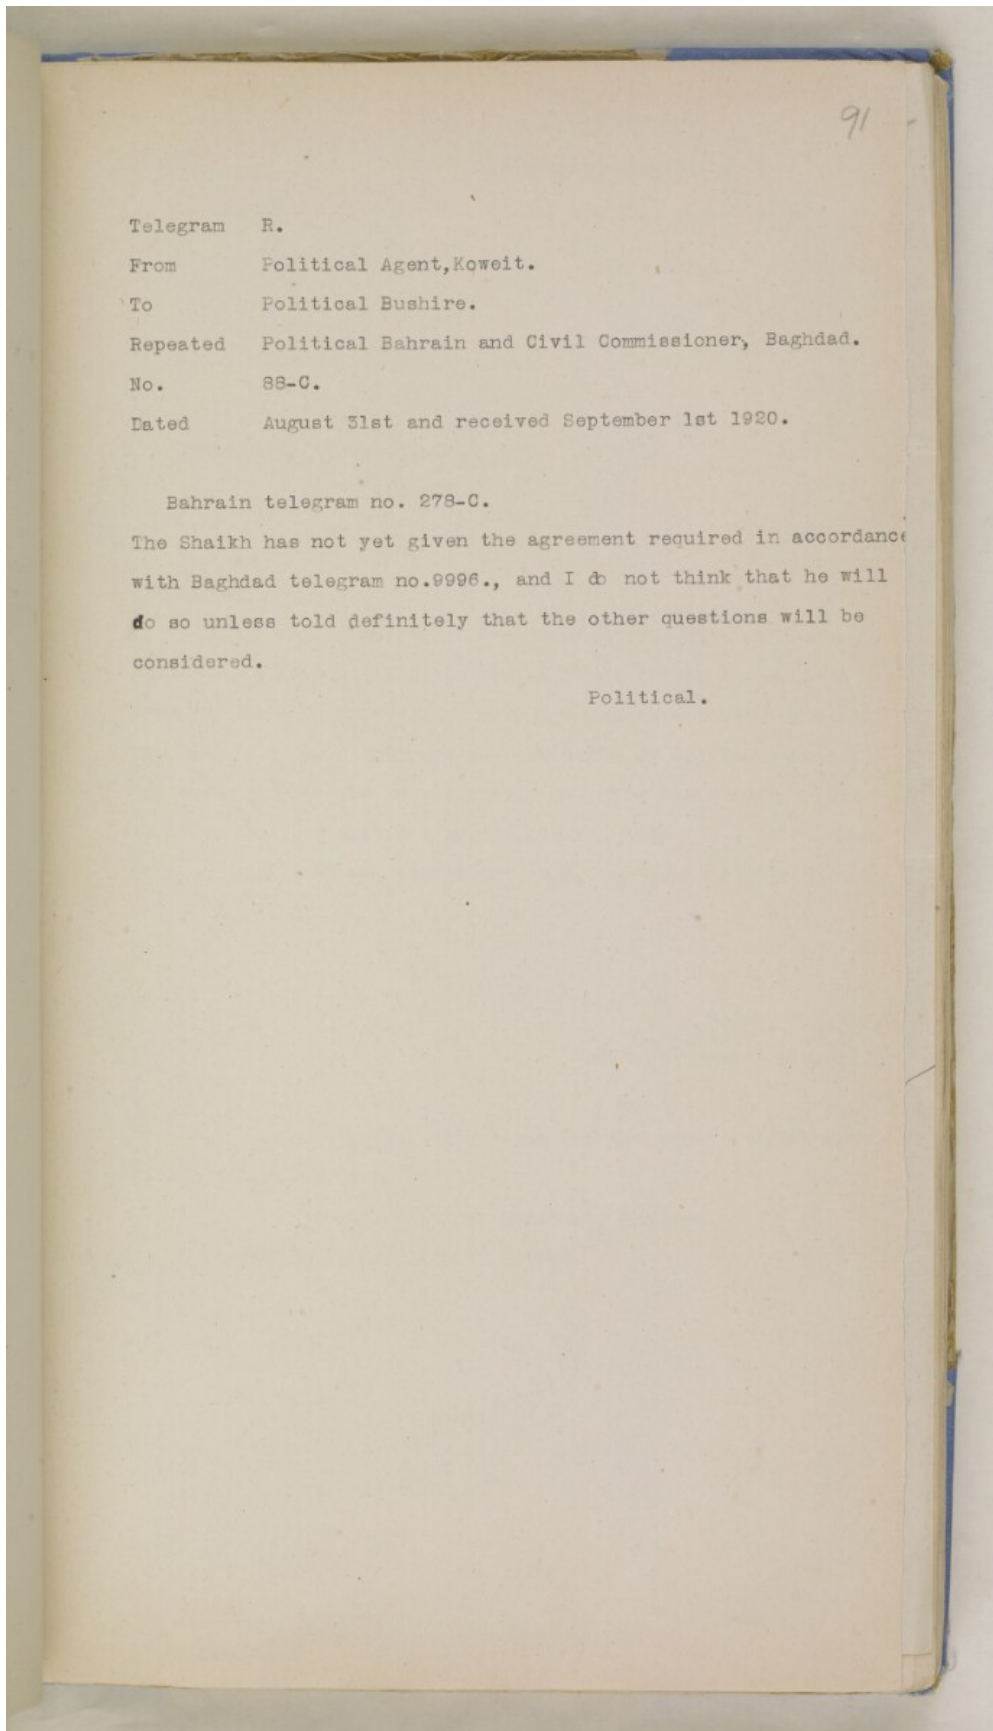 91
Telegram R.
From Political Agent,Koweit.
To Political Bushire.
Repeated Political Bahrain and Civil Commissioner, Baghdad.
No. 88-C.
Dated August 31st and received September 1st 1920.
Bahrain telegram no. 278-C.
The Shaikh has not yet given the agreement required in accordance
with Baghdad telegram no.9996., and I do not think that he will
do so unless told definitely that the other questions will be
considered.
Political.